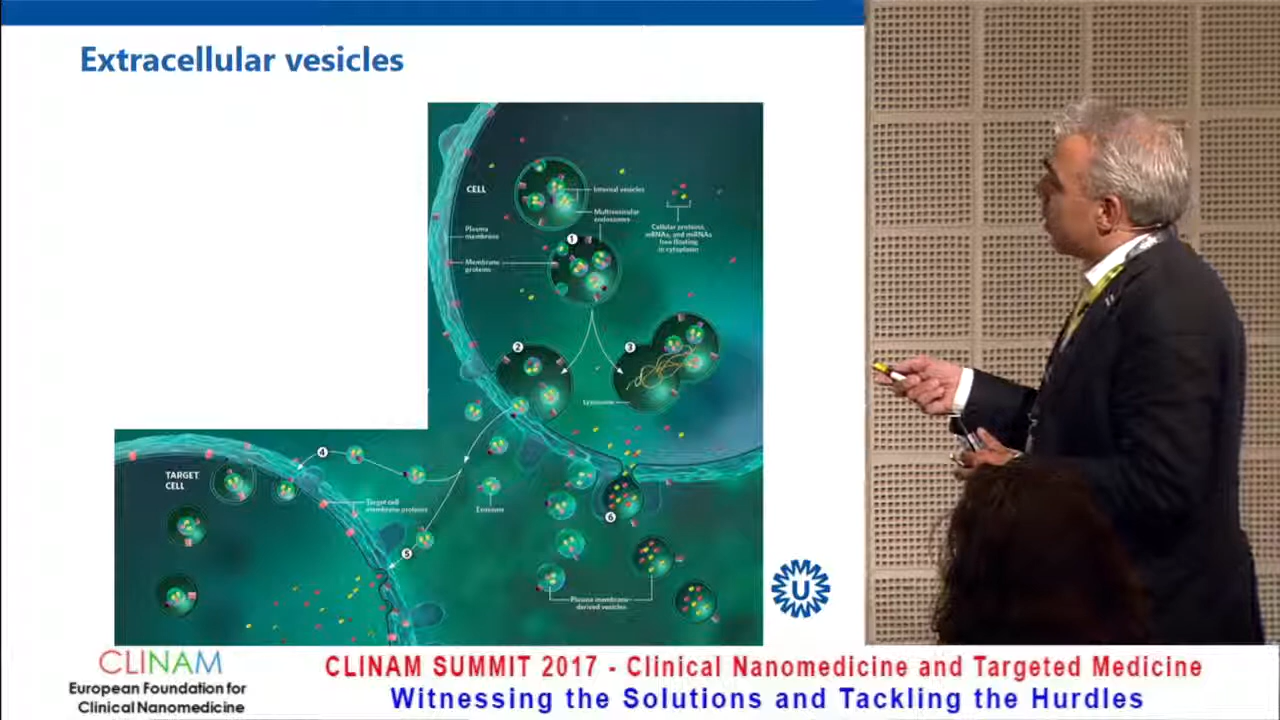 Extracellular vesicles
CELL
Internal vesicles
Multivesicular
endosomes
Plasma
membrane
Cellular proteins,
mRNAs, and miRNAs
free floating
in cytoplasm
1
Membrane
proteins
2
3
Lysosome
4
TARGET
CELL
Target cell
membrane proteins
Exosome
6
5
Plasma membrane
derived vesicles
U
CLINAM
European Foundation for
Clinical Nanomedicine
CLINAM SUMMIT 2017 - Clinical Nanomedicine and Targeted Medicine
Witnessing the Solutions and Tackling the Hurdles